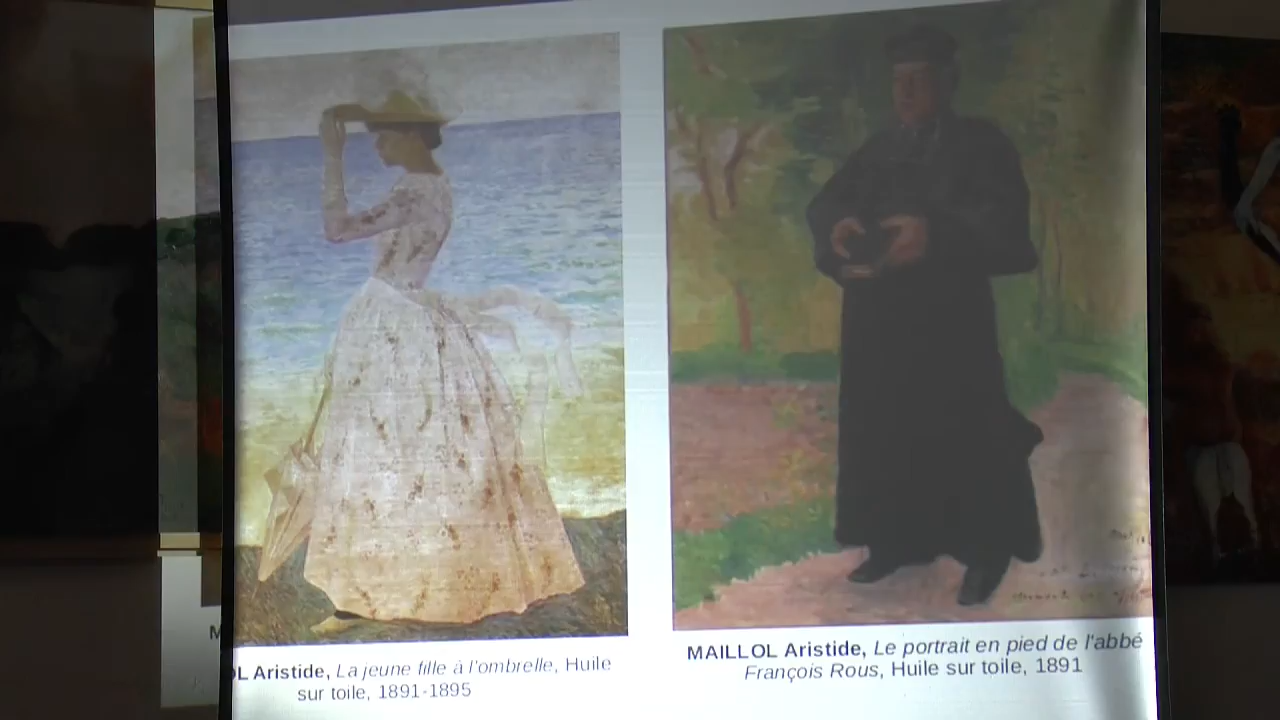 OL Aristide, La jeune fille à l'ombrelle, Huile
sur toile, 1891-1895
MAILLOL Aristide, Le portrait en pied de l'abbé
François Rous, Huile sur toile, 1891